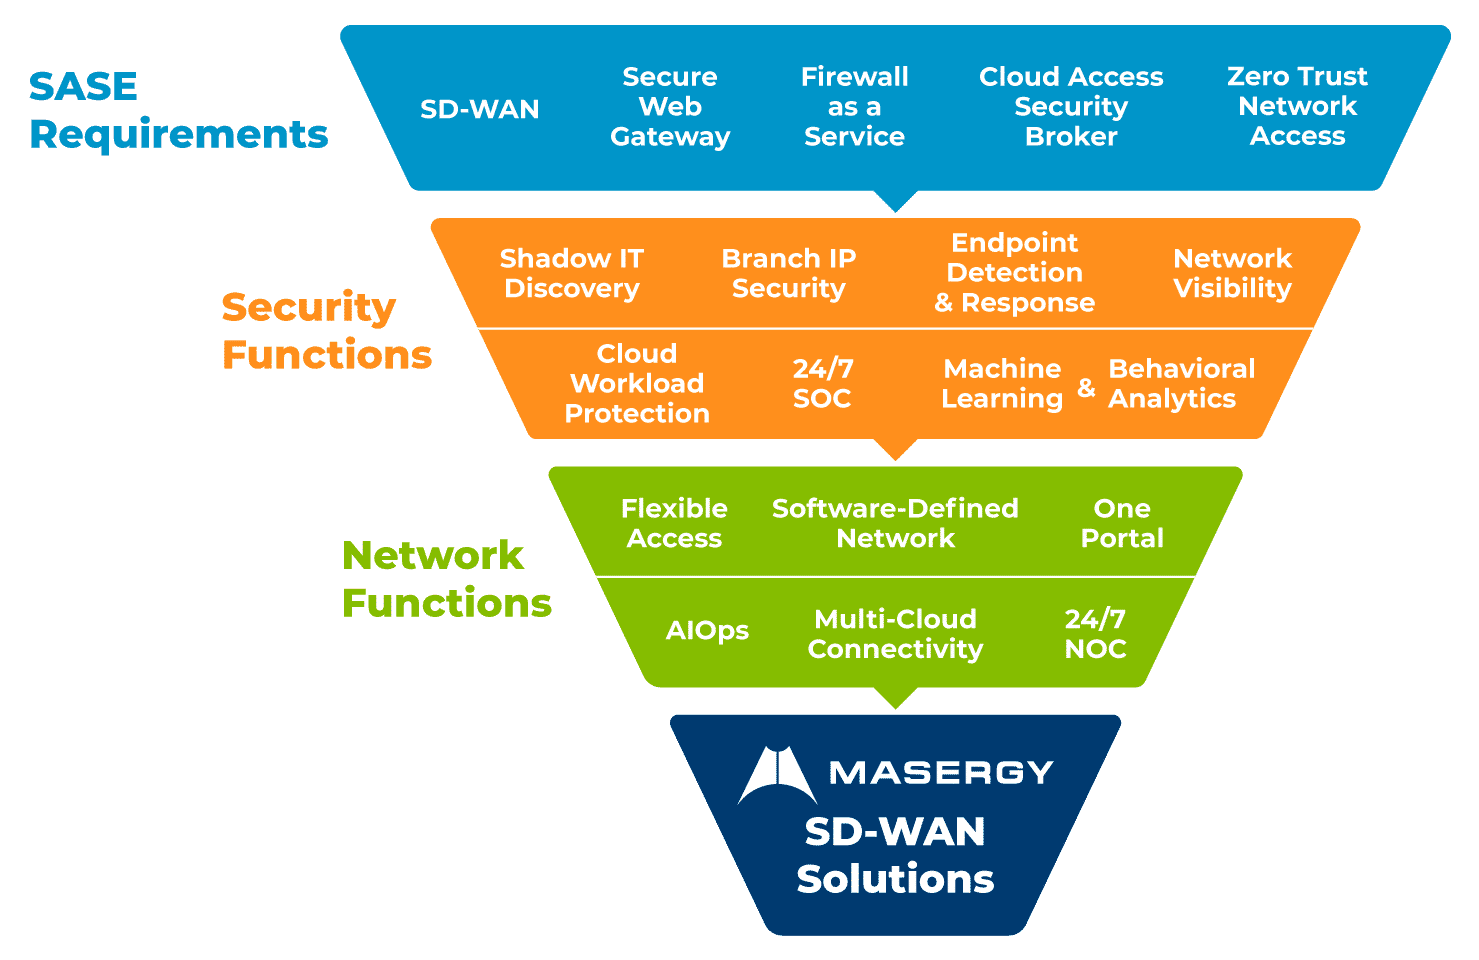 SASE
Requirements
SD-WAN
Secure
Web
Gateway
Firewall
as a
Service
Cloud Access
Security
Broker
Zero Trust
Network
Access
Security
Functions
Shadow IT
Discovery
Branch IP
Security
Endpoint
Detection
& Response
Network
Visibility
Cloud
Workload
Protection
24/7
SOC
Machine
Learning
&
Behavioral
Analytics
Network
Functions
Flexible
Access
Software-Defined
Network
One
Portal
AIOps
Multi-Cloud
Connectivity
24/7
NOC
MASERGY
SD-WAN
Solutions